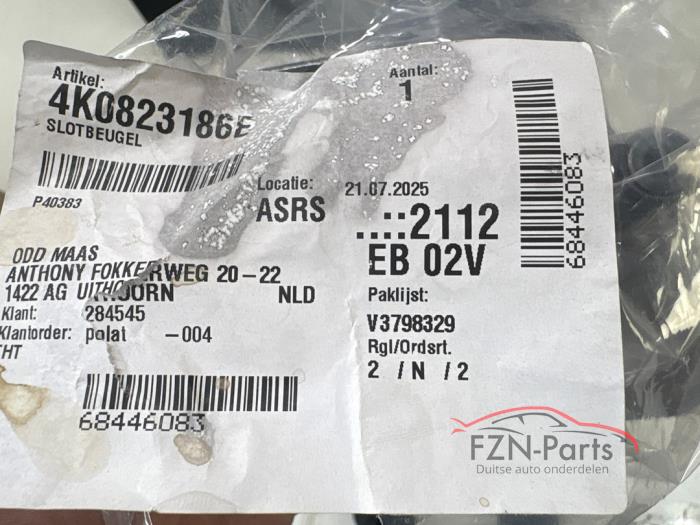 Artikel:
4K0823186E
SLOTBEUGEL
Aantal:
1
P40383
Locatie:
ASRS
21.07.2025
..::2112
EB 02V
ODD MAAS
ANTHONY FOKKERWEG 20-22
1422 AG UITHOORN NLD
Klant: 284545
Klantorder: polat -004
HT
Paklijst:
V3798329
Rgl/Ordsrt.
2 /N /2
68446083
68446083
FZN-Parts
Duitse auto onderdelen